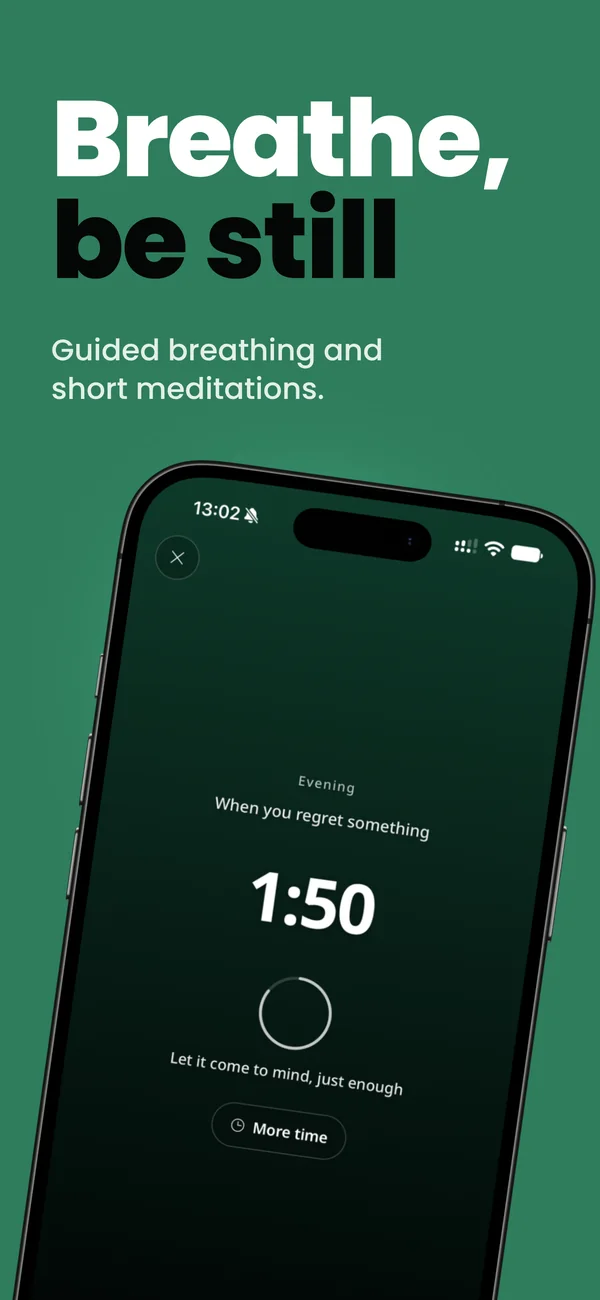 Breathe,
be still
Guided breathing and
short meditations.
13:02
Evening
When you regret something
1:50
Let it come to mind, just enough
More time